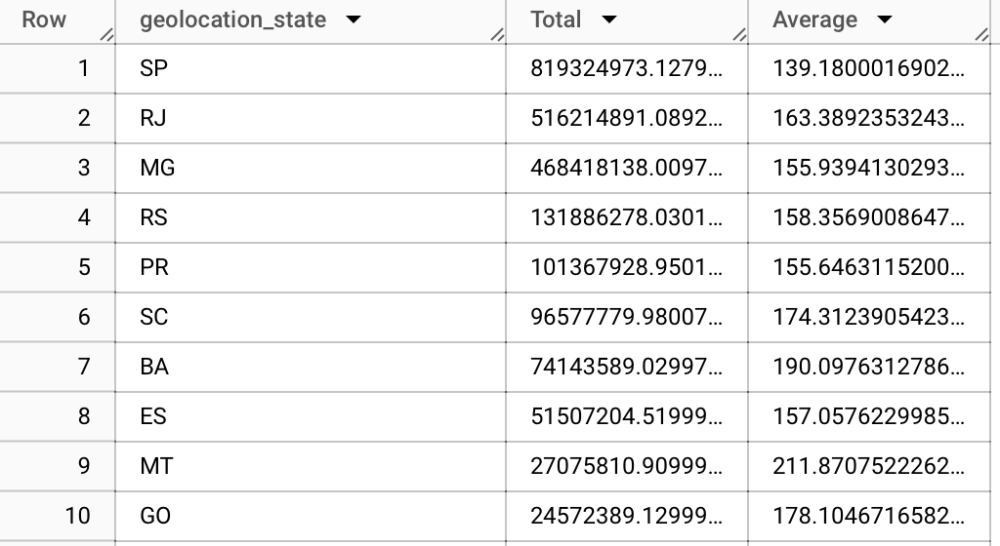 Row geolocation_state Total Average
1 SP 819324973.1279... 139.1800016902...
2 RJ 516214891.0892... 163.3892353243...
3 MG 468418138.0097... 155.9394130293...
4 RS 131886278.0301... 158.3569008647...
5 PR 101367928.9501... 155.6463115200...
6 SC 96577779.98007... 174.3123905423...
7 BA 74143589.02997... 190.0976312786...
8 ES 51507204.51999... 157.0576229985...
9 MT 27075810.90999... 211.8707522262...
10 GO 24572389.12999... 178.1046716582...